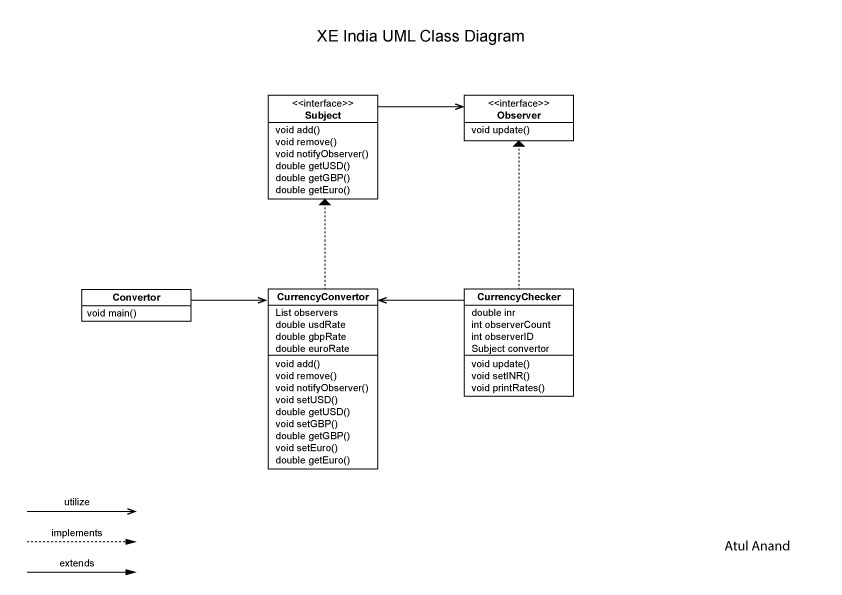 XE India UML Class Diagram
<<interface>>
Subject
void add()
void remove()
void notifyObserver()
double getUSD()
double getGBP()
double getEuro()
<<interface>>
Observer
void update()
Convertor
void main()
CurrencyConvertor
List observers
double usdRate
double gbpRate
double euroRate
void add()
void remove()
void notifyObserver()
void setUSD()
double getUSD()
void setGBP()
double getGBP()
void setEuro()
double getEuro()
CurrencyChecker
double inr
int observerCount
int observerID
Subject convertor
void update()
void setINR()
void printRates()
utilize
implements
extends
Atul Anand